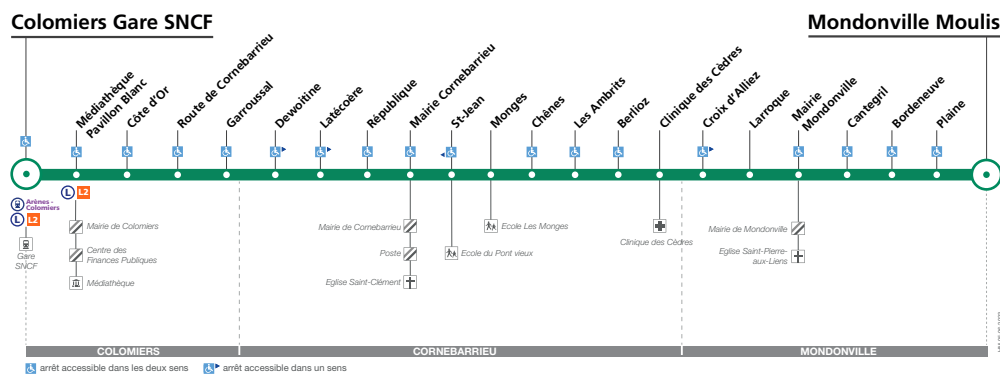 Colomiers Gare SNCF
Mondonville Moulis
Médiathèque
Pavillon Blanc
Côte d'Or
Route de Cornebarrieu
Garroussal
Dewoitine
Latécoère
République
Mairie Cornebarrieu
St-Jean
Monges
Chênes
Les Ambrits
Berlioz
Clinique des Cèdres
Croix d'Alliez
Larroque
Mairie
Mondonville
Cantegril
Bordeneuve
Plaine
L L2
Arènes -
Colomiers
L L2
Gare
SNCF
Mairie de Colomiers
Centre des
Finances Publiques
Médiathèque
Mairie de Cornebarrieu
Poste
Eglise Saint-Clément
Ecole du Pont vieux
Ecole Les Monges
Clinique des Cèdres
Mairie de Mondonville
Eglise Saint-Pierre-
aux-Liens
COLOMIERS
CORNEBARRIEU
MONDONVILLE
arrêt accessible dans les deux sens
arrêt accessible dans un sens